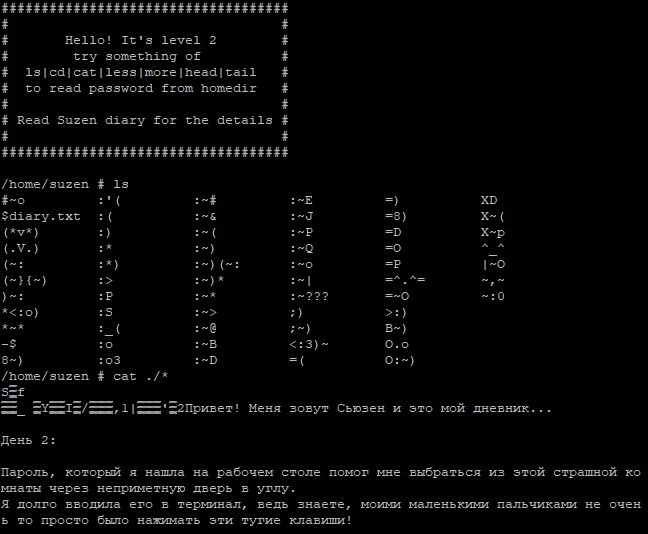 ####################################
#                                  #
#       Hello! It's level 2        #
#        try something of          #
#  ls|cd|cat|less|more|head|tail   #
#  to read password from homedir   #
#                                  #
# Read Suzen diary for the details #
#                                  #
####################################
/home/suzen # ls
#~o         :'(         :~#         :~E         =)          XD
$diary.txt  :(          :~&         :~J         =8)         X~(
(*v*)       :)          :~(         :~P         =D          X~p
(.V.)       :*          :~)         :~Q         =O          ^_^
(~:         :*)         :~)(~:      :~o         =P          |~O
(~}{~)      :>          :~)*        :~|         =^.^=       ~,~
)~:         :P          :~*         :~???       =~O         ~:0
*<:o)       :S          :~>         ;)          >:)
*~*         :_(         :~@         ;~)         B~)
-$          :o          :~B         <:3)~       O.o
8~)         :o3         :~D         =(          O:~)
/home/suzen # cat ./*
Привет! Меня зовут Сьюзен и это мой дневник...
День 2:
Пароль, который я нашла на рабочем столе помог мне выбраться из этой страшной ко
мнаты через неприметную дверь в углу.
Я долго вводила его в терминал, ведь знаете, моими маленькими пальчиками не очен
ь то просто было нажимать эти тугие клавиши!